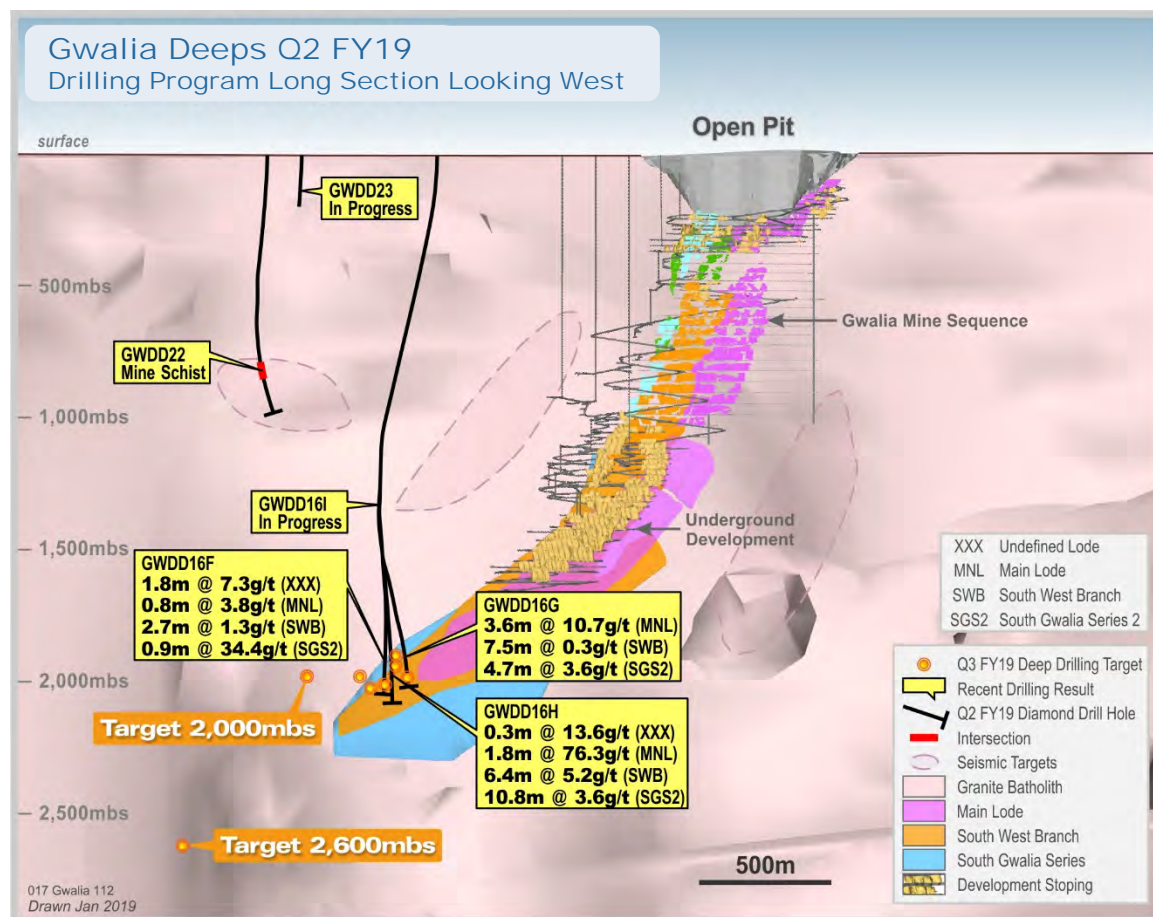 Gwalia Deeps Q2 FY19
Drilling Program Long Section Looking West
surface
Open Pit
GWDD23
In Progress
500mbs
Gwalia Mine Sequence
GWDD22
Mine Schist
1,000mbs
GWDD16I
In Progress
1,500mbs
Underground
Development
GWDD16F
1.8m @ 7.3g/t (XXX)
0.8m @ 3.8g/t (MNL)
2.7m @ 1.3g/t (SWB)
0.9m @ 34.4g/t (SGS2)
GWDD16G
3.6m @ 10.7g/t (MNL)
7.5m @ 0.3g/t (SWB)
4.7m @ 3.6g/t (SGS2)
2,000mbs
Target 2,000mbs
GWDD16H
0.3m @ 13.6g/t (XXX)
1.8m @ 76.3g/t (MNL)
6.4m @ 5.2g/t (SWB)
10.8m @ 3.6g/t (SGS2)
2,500mbs
Target 2,600mbs
500m
XXX Undefined Lode
MNL Main Lode
SWB South West Branch
SGS2 South Gwalia Series 2
Q3 FY19 Deep Drilling Target
Recent Drilling Result
Q2 FY19 Diamond Drill Hole
Intersection
Seismic Targets
Granite Batholith
Main Lode
South West Branch
South Gwalia Series
Development Stoping
017 Gwalia 112
Drawn Jan 2019